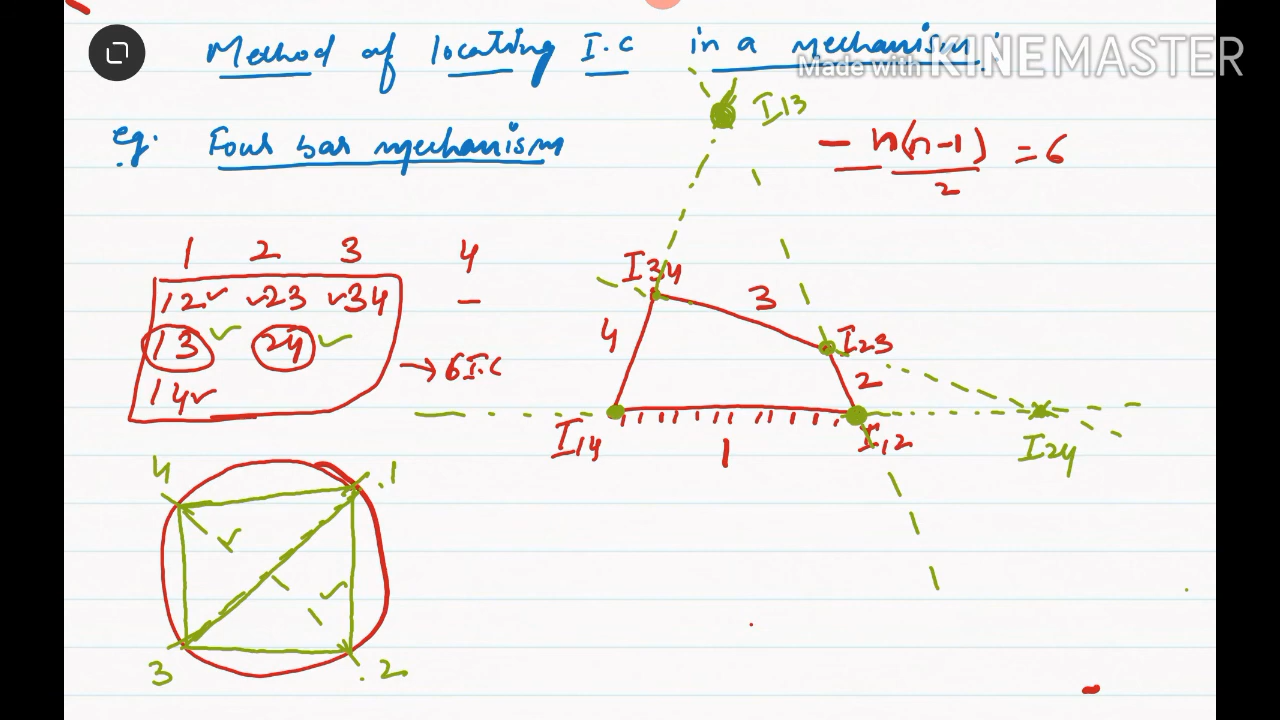 Method of locating I.C in a mechanism:
Made with KINEMASTER
I13
eg. Four bar mechanism
- n(n-1)/2 = 6
1 2 3 4
12✓ ✓23 ✓34 -
13 ✓ 24 ✓
14✓
→ 6 I.C
I34
3
4
I23
2
I14
1
I12
I24
4 .1
3 .2